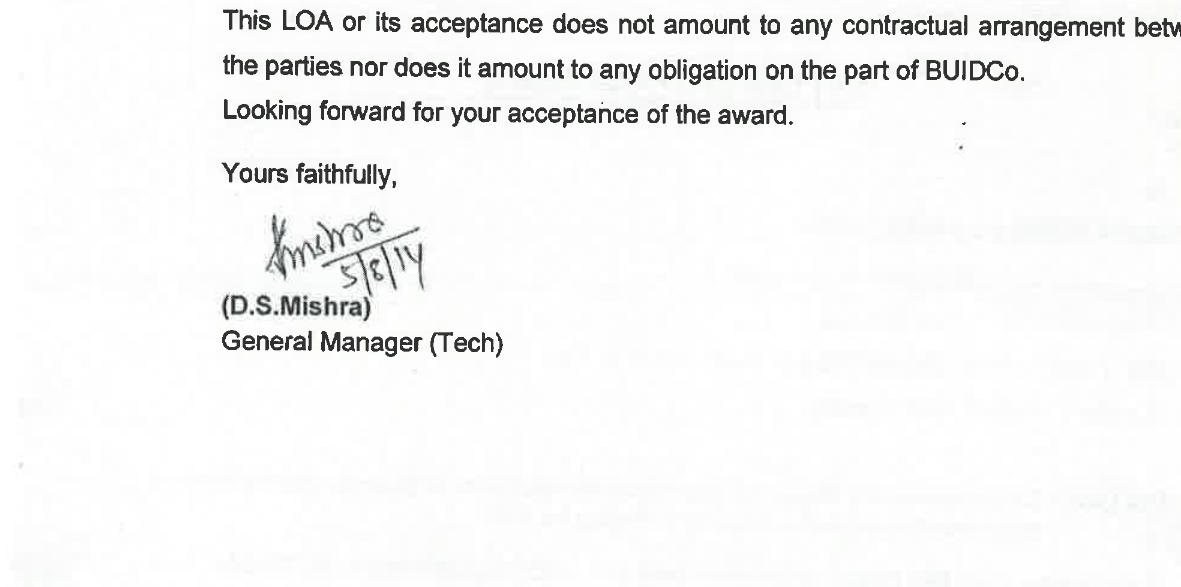 This LOA or its acceptance does not amount to any contractual arrangement betw
the parties nor does it amount to any obligation on the part of BUIDCo.
Looking forward for your acceptance of the award.
Yours faithfully,
5/8/14
(D.S.Mishra)
General Manager (Tech)